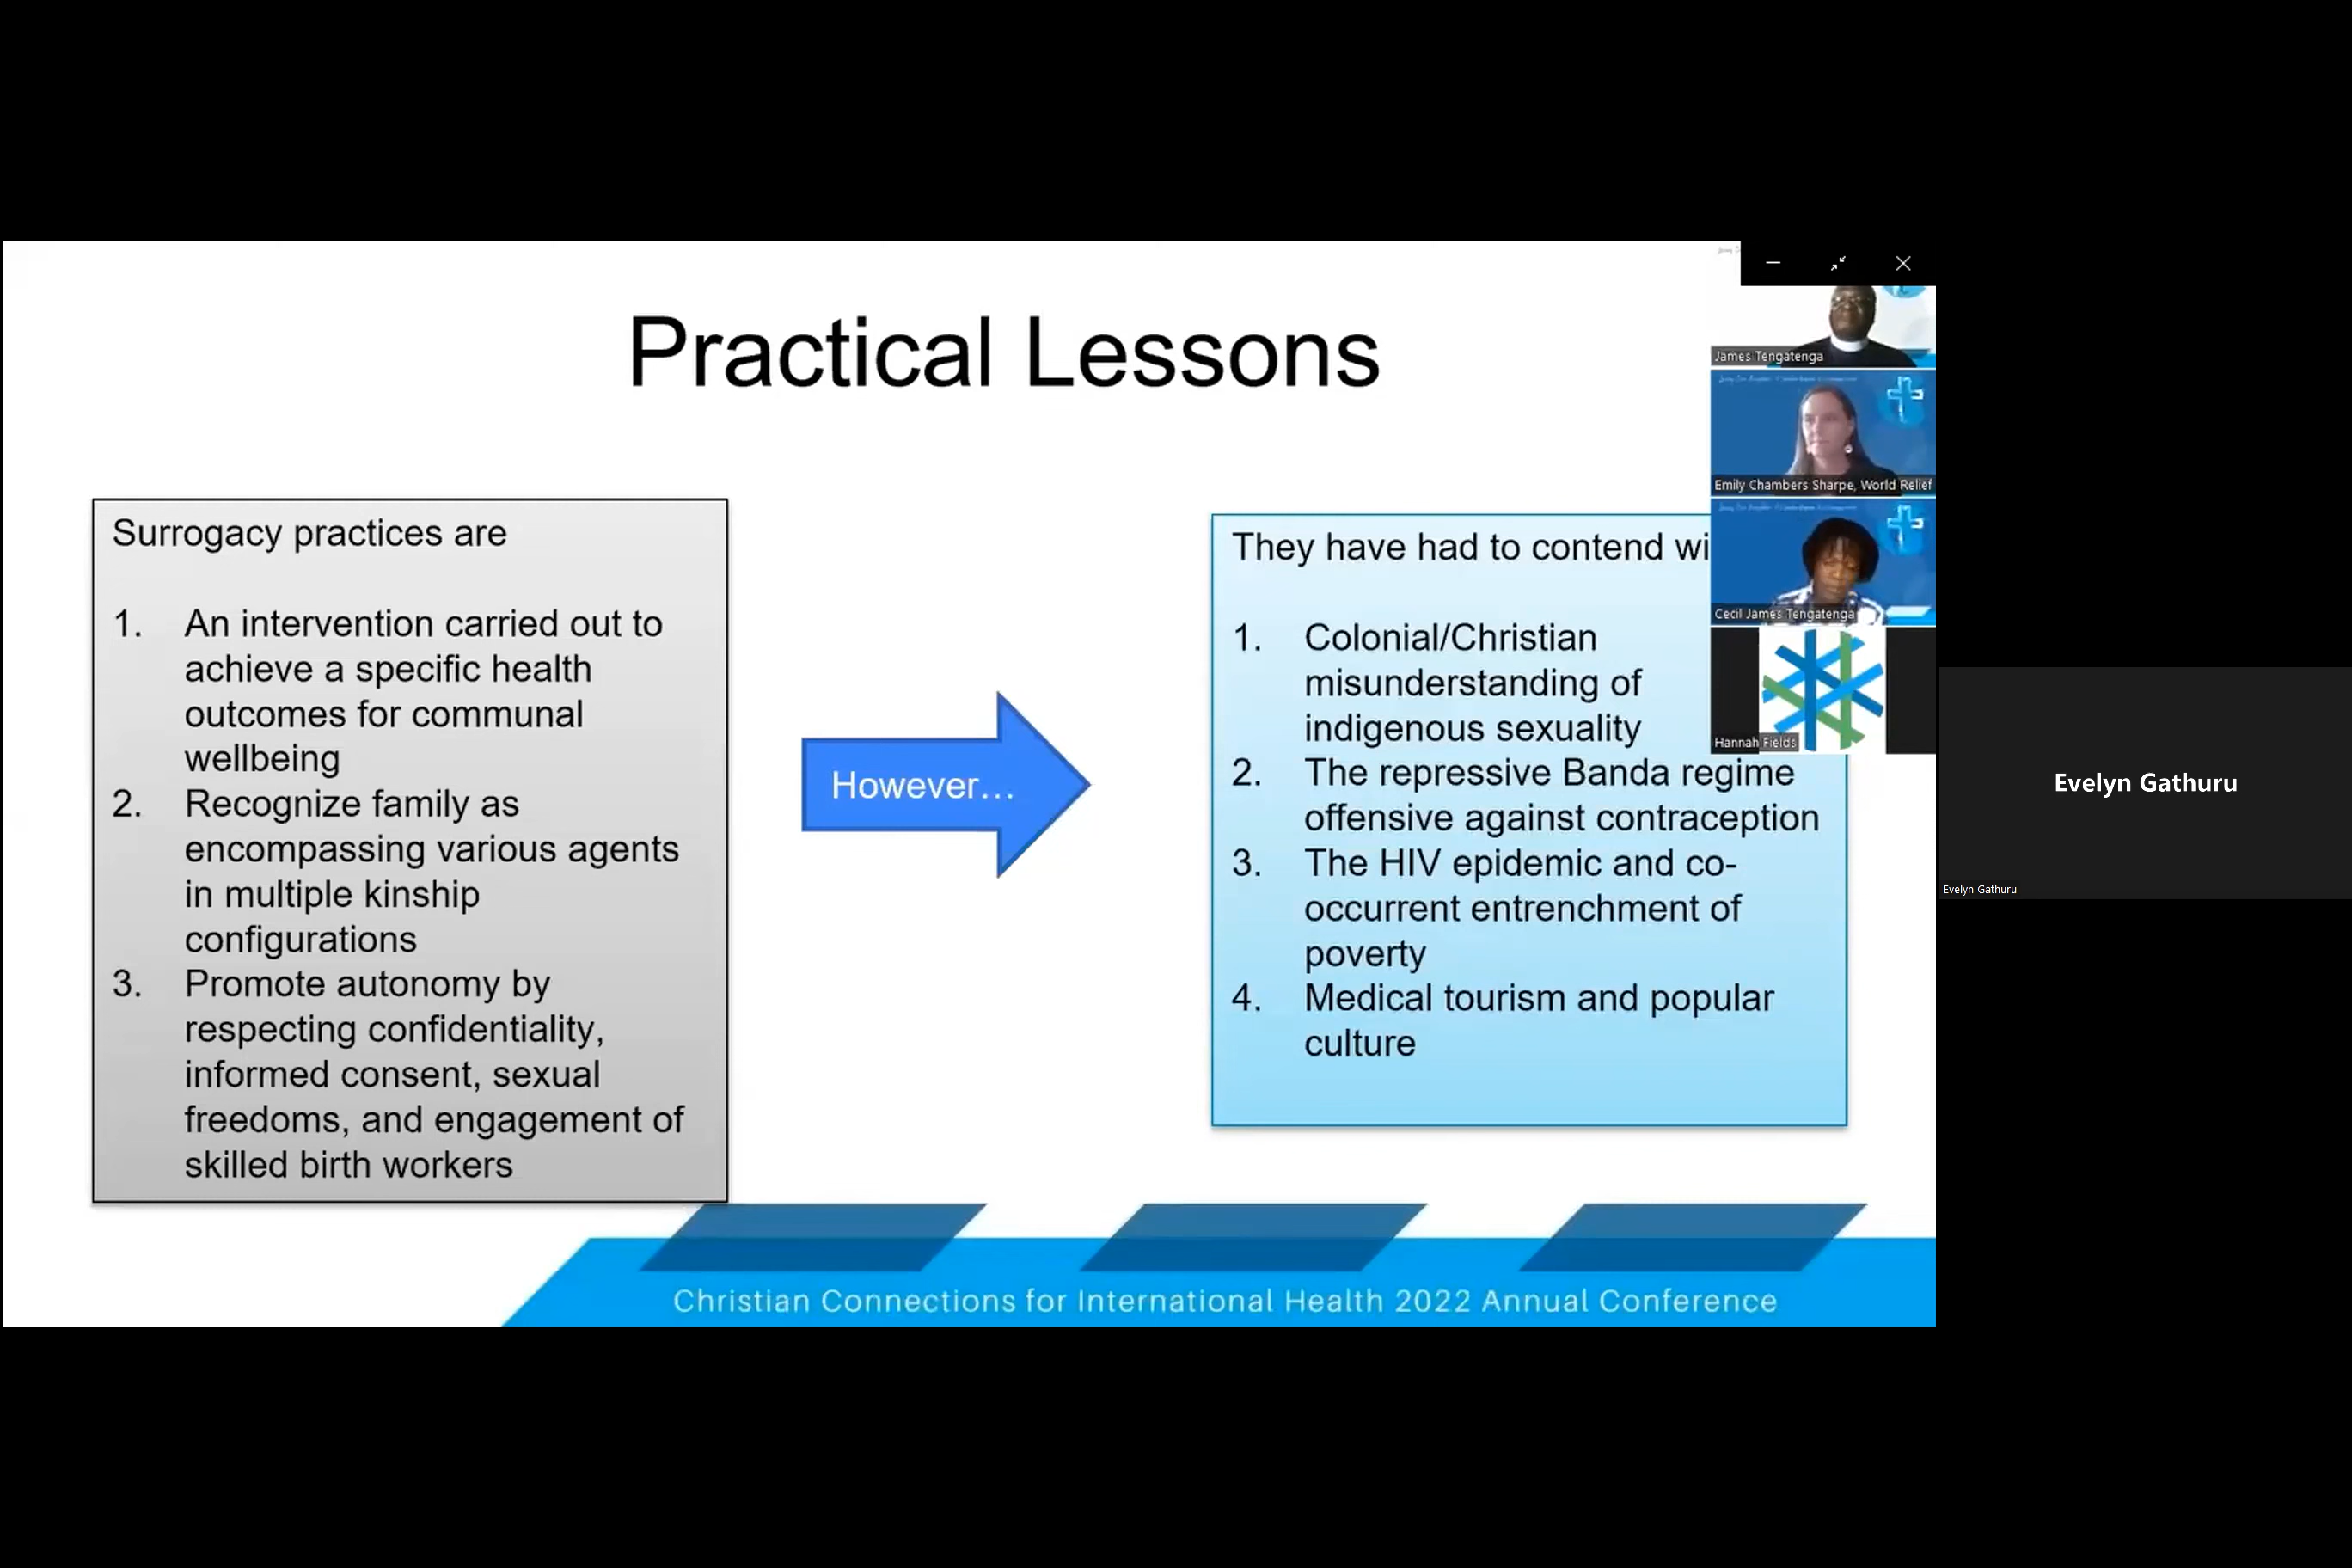 Practical Lessons
Surrogacy practices are
1. An intervention carried out to
achieve a specific health
outcomes for communal
wellbeing
2. Recognize family as
encompassing various agents
in multiple kinship
configurations
3. Promote autonomy by
respecting confidentiality,
informed consent, sexual
freedoms, and engagement of
skilled birth workers
However...
They have had to contend wi
1. Colonial/Christian
misunderstanding of
indigenous sexuality
2. The repressive Banda regime
offensive against contraception
3. The HIV epidemic and co-
occurrent entrenchment of
poverty
4. Medical tourism and popular
culture
James Tengatenga
Emily Chambers Sharpe, World Relief
Cecil James Tengatenga
Hannah Fields
Evelyn Gathuru
Evelyn Gathuru
Christian Connections for International Health 2022 Annual Conference